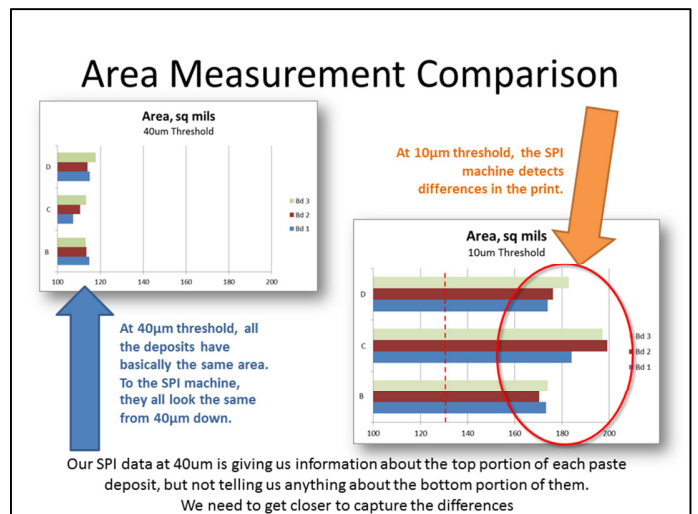 Area Measurement Comparison
Area, sq mils
40um Threshold
D
C
B
Bd 3
Bd 2
Bd 1
100 120 140 160 180 200
At 10µm threshold, the SPI
machine detects
differences in the print.
At 40µm threshold, all
the deposits have
basically the same area.
To the SPI machine,
they all look the same
from 40µm down.
Area, sq mils
10um Threshold
D
C
B
Bd 3
Bd 2
Bd 1
100 120 140 160 180 200
Our SPI data at 40um is giving us information about the top portion of each paste
deposit, but not telling us anything about the bottom portion of them.
We need to get closer to capture the differences